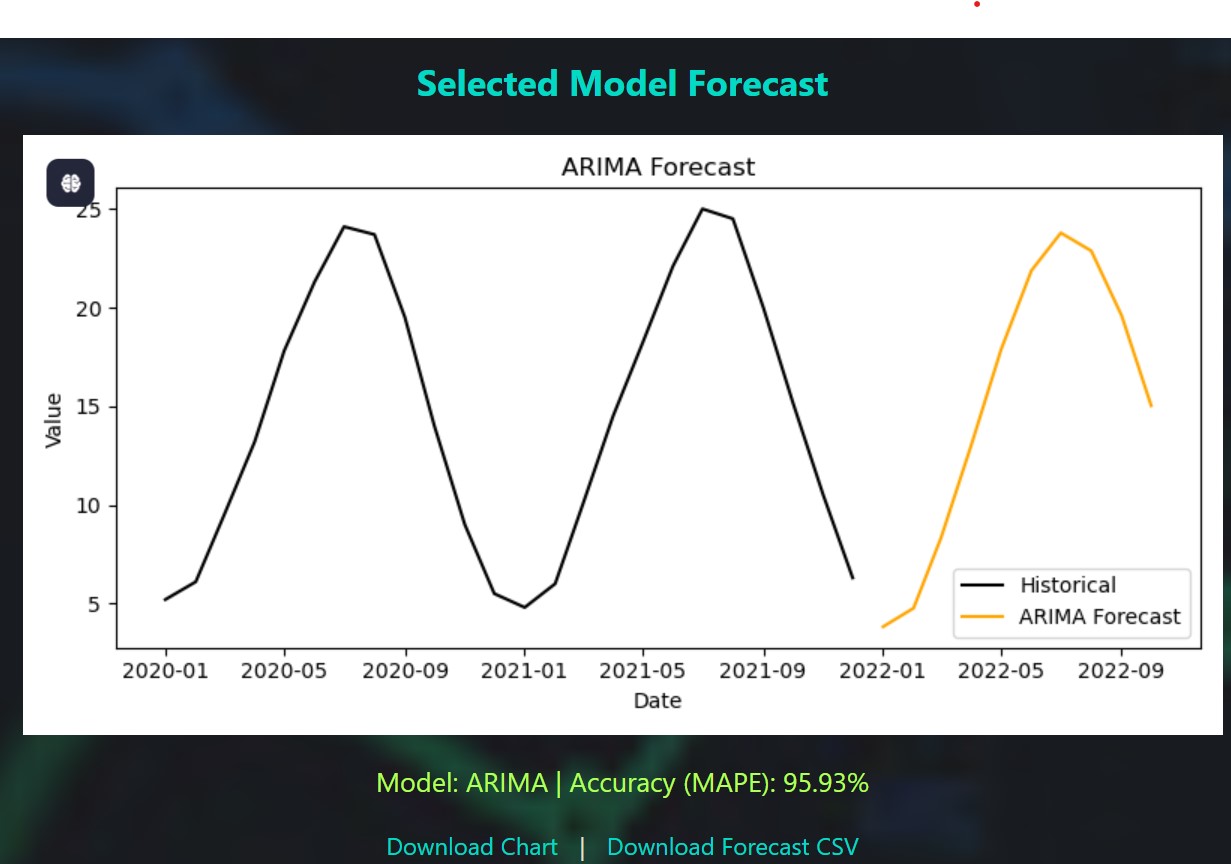 Selected Model Forecast
ARIMA Forecast
25
20
15
10
5
Value
Historical
ARIMA Forecast
2020-01 2020-05 2020-09 2021-01 2021-05 2021-09 2022-01 2022-05 2022-09
Date
Model: ARIMA | Accuracy (MAPE): 95.93%
Download Chart | Download Forecast CSV